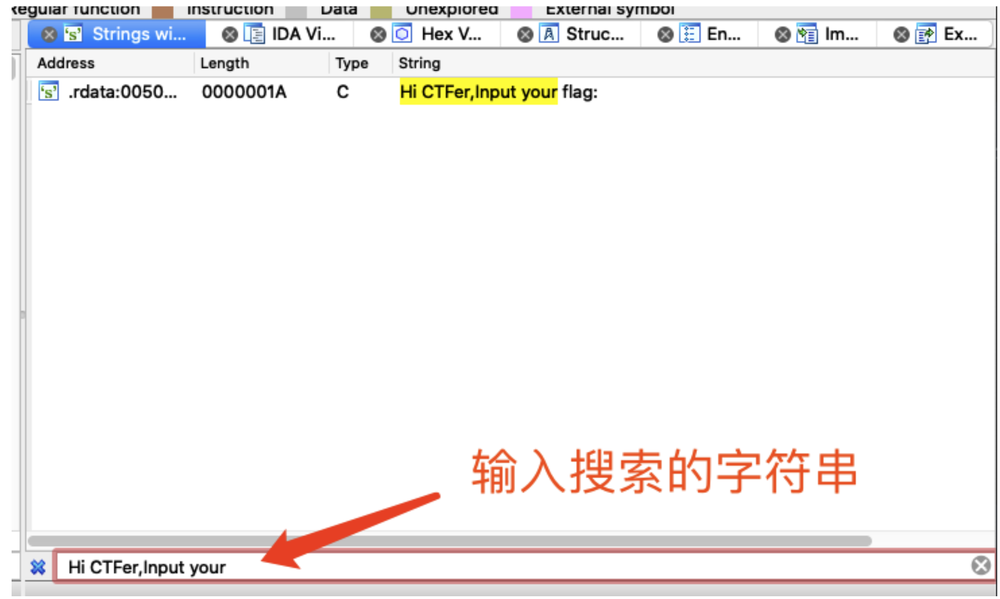 Regular function Instruction Data Unexplored External symbol
Strings wi... IDA Vi... Hex V... Struc... En... Im... Ex...
Address Length Type String
's' .rdata:0050... 0000001A C Hi CTFer,Input your flag:
输入搜索的字符串
Hi CTFer,Input your